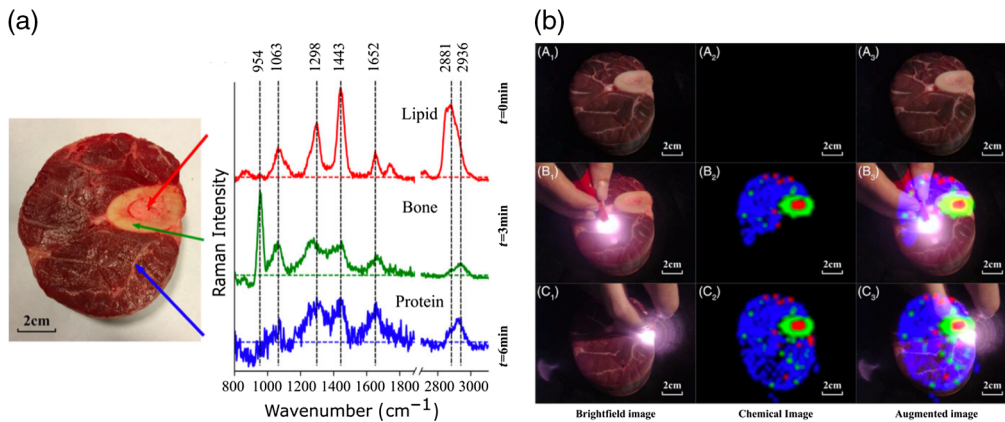 (a)
954
1063
1298
1443
1652
2881
2936
Lipid
Bone
Protein
2cm
Raman Intensity
800 1000 1200 1400 1600 1800 2800 3000
Wavenumber (cm⁻¹)
t=0min
t=3min
t=6min
(b)
(A₁) (A₂) (A₃)
2cm 2cm 2cm
(B₁) (B₂) (B₃)
2cm 2cm 2cm
(C₁) (C₂) (C₃)
2cm 2cm 2cm
Brightfield image Chemical Image Augmented image